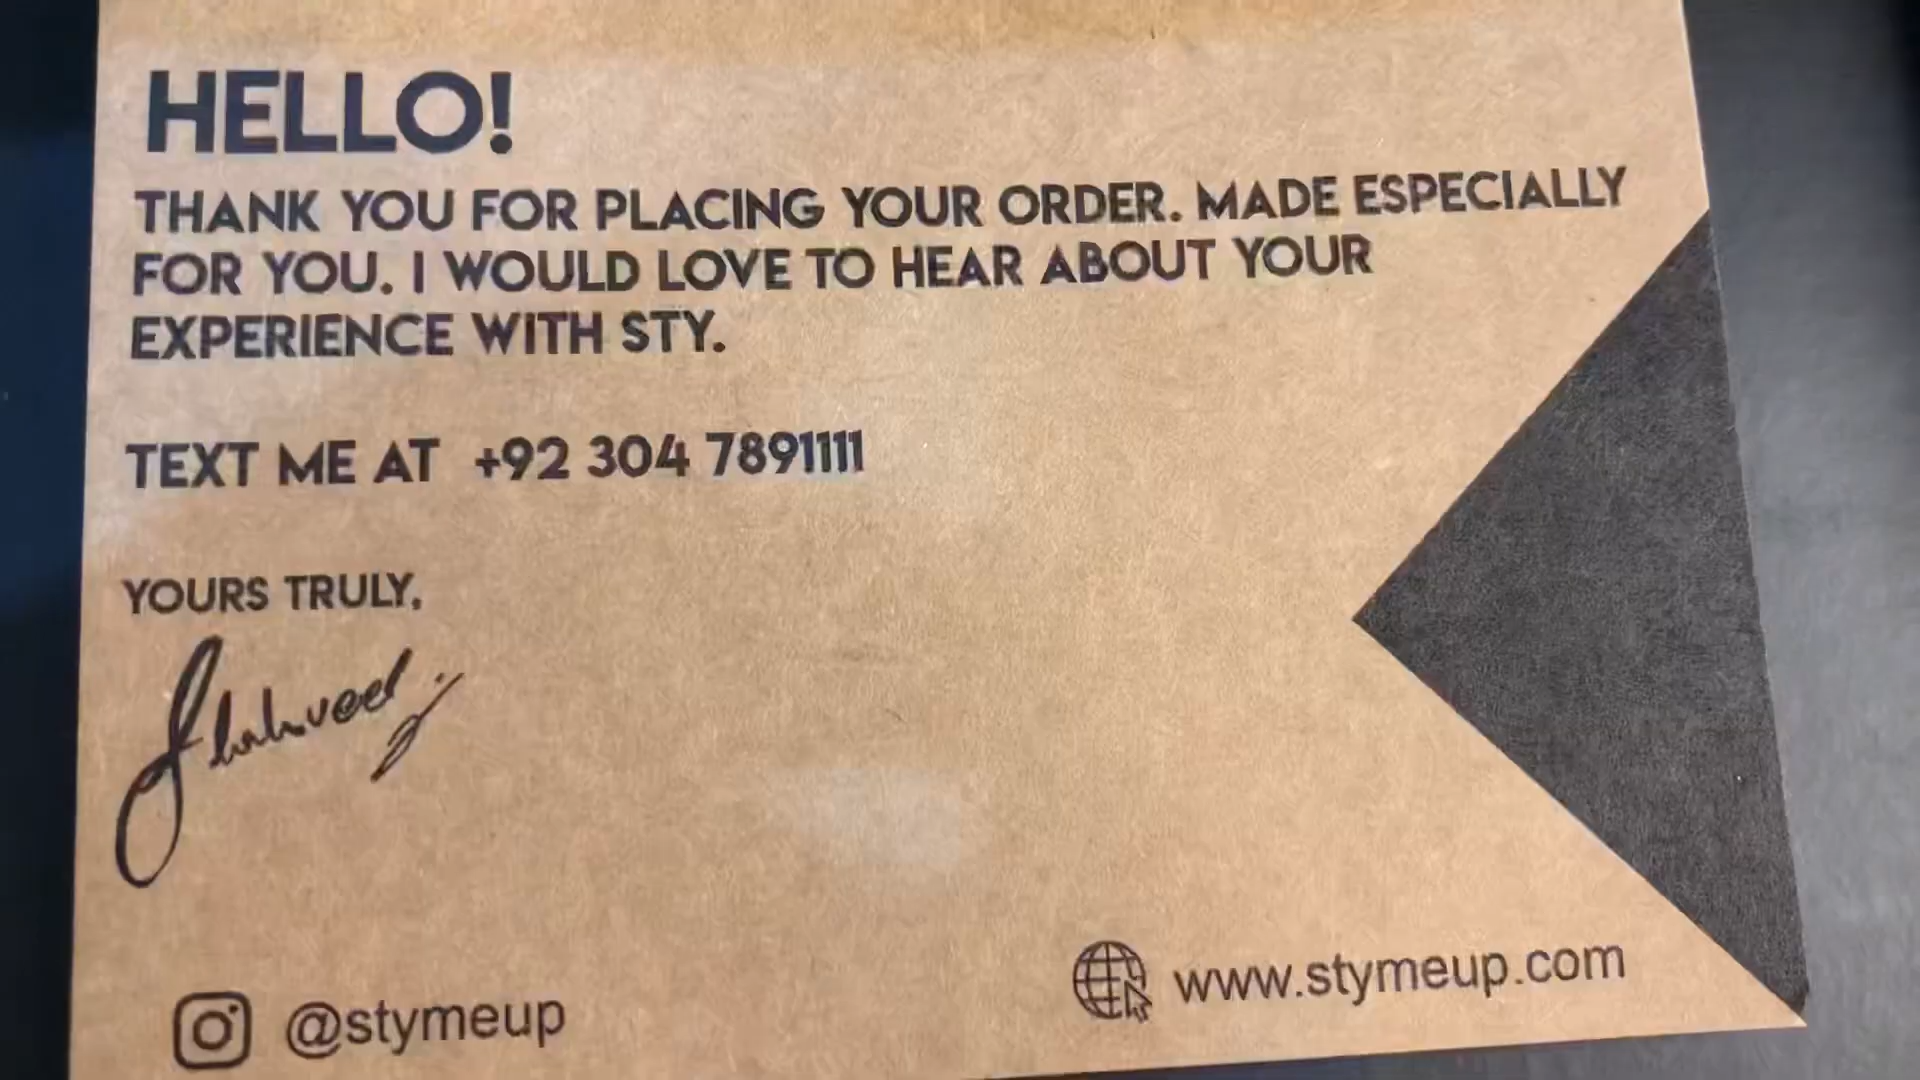 HELLO!
THANK YOU FOR PLACING YOUR ORDER. MADE ESPECIALLY
FOR YOU. I WOULD LOVE TO HEAR ABOUT YOUR
EXPERIENCE WITH STY.
TEXT ME AT +92 304 7891111
YOURS TRULY,
@stymeup
www.stymeup.com